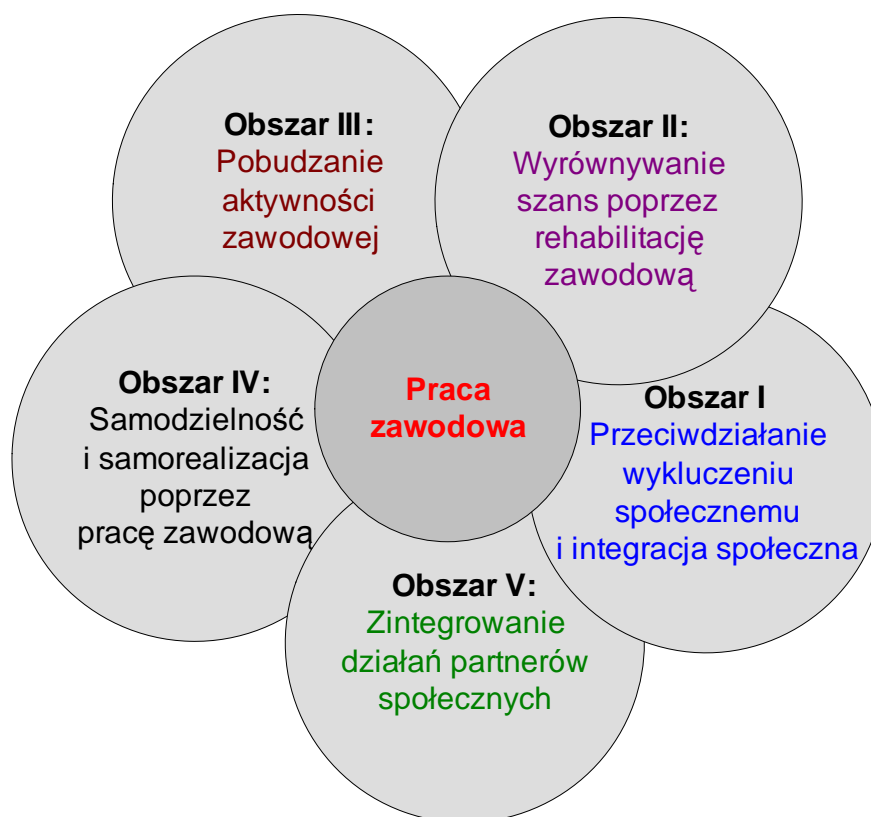 Obszar III:
Pobudzanie
aktywności
zawodowej
Obszar II:
Wyrównywanie
szans poprzez
rehabilitację
zawodową
Obszar IV:
Samodzielność
i samorealizacja
poprzez
pracę zawodową
Praca
zawodowa
Obszar I
Przeciwdziałanie
wykluczeniu
społecznemu
i integracja społeczna
Obszar V:
Zintegrowanie
działań partnerów
społecznych